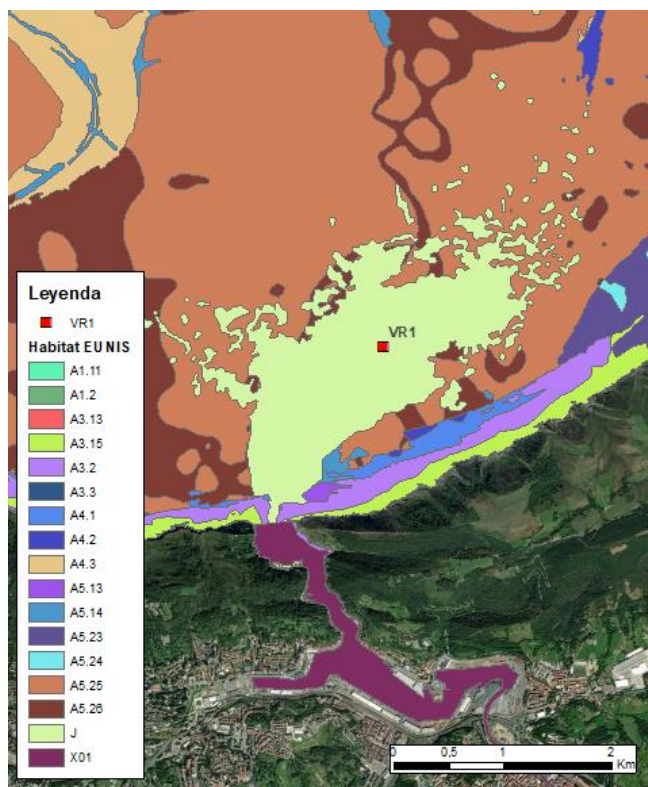 VR1
Leyenda
VR1
Habitat EUNIS
A1.11
A1.2
A3.13
A3.15
A3.2
A3.3
A4.1
A4.2
A4.3
A5.13
A5.14
A5.23
A5.24
A5.25
A5.26
J
X01
0 0,5 1 2
Km